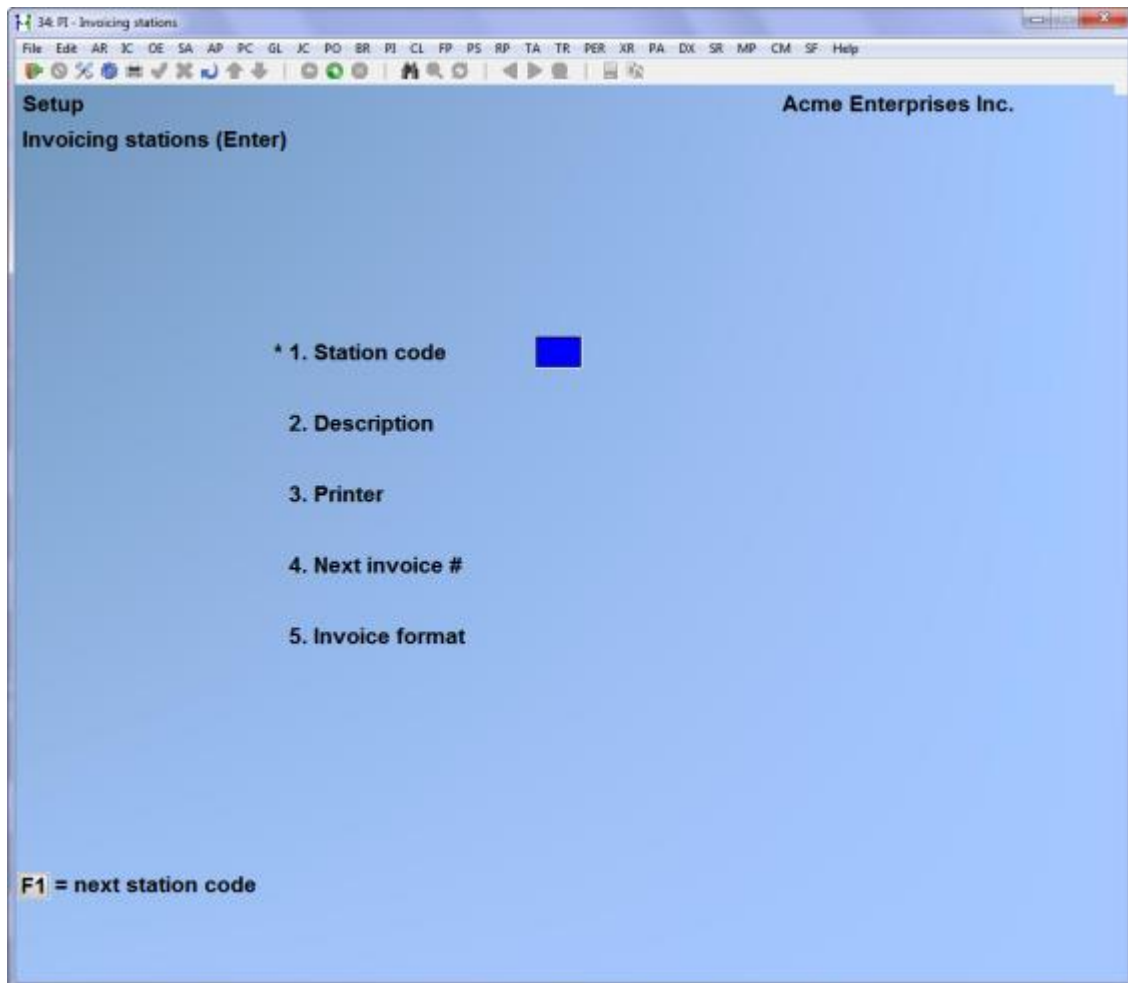 34: PI - Invoicing stations
File Edit AR IC OE SA AP PC GL JC PO BR PI CL FP PS RP TA TR PER XR PA DX SR MP CM SF Help
Setup Acme Enterprises Inc.
Invoicing stations (Enter)
* 1. Station code
2. Description
3. Printer
4. Next invoice #
5. Invoice format
F1 = next station code